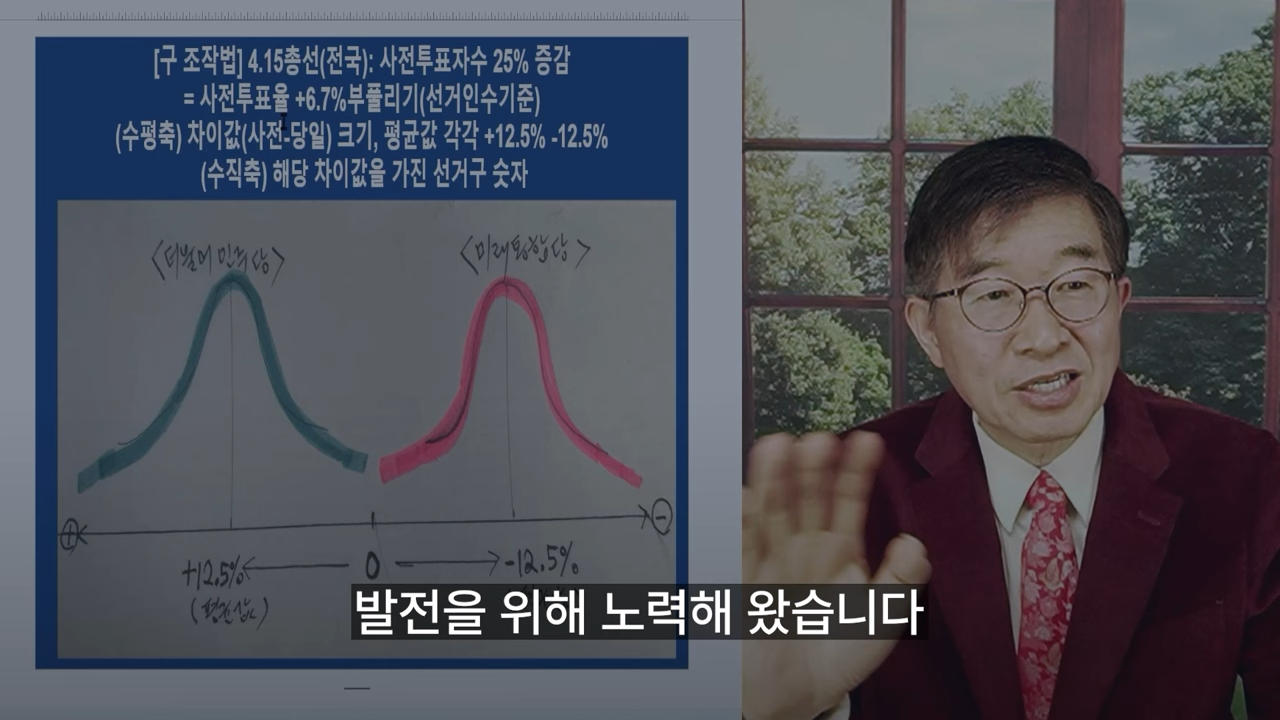 [구 조작법] 4.15총선(전국): 사전투표자수 25% 증감
= 사전투표율 +6.7%부풀리기(선거인수기준)
(수평축) 차이값(사전-당일) 크기, 평균값 각각 +12.5% -12.5%
(수직축) 해당 차이값을 가진 선거구 숫자
<더불어민주당> <미래통합당>
+ -
+12.5% 0 -12.5%
(평균값)
발전을 위해 노력해 왔습니다